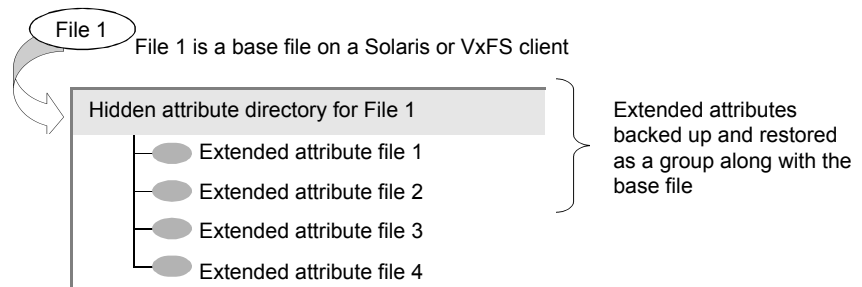 File 1
File 1 is a base file on a Solaris or VxFS client
Hidden attribute directory for File 1
Extended attribute file 1
Extended attribute file 2
Extended attribute file 3
Extended attribute file 4
Extended attributes
backed up and restored
as a group along with the
base file